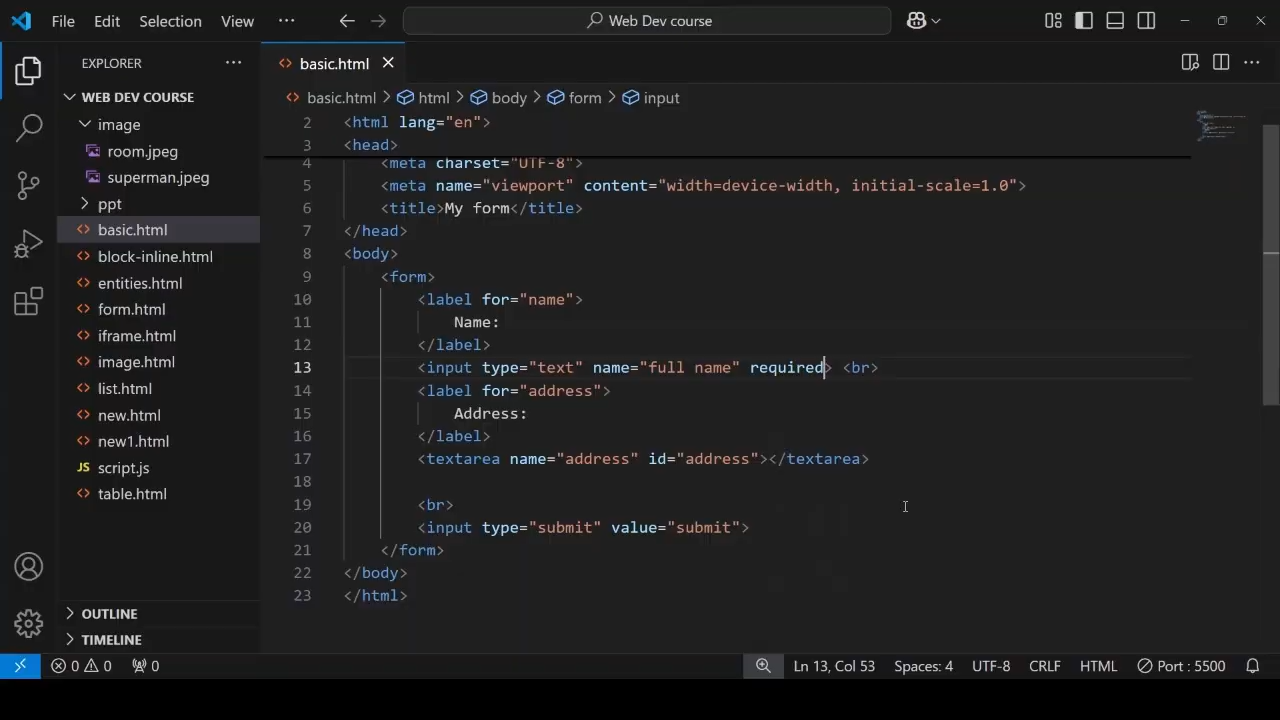 File Edit Selection View ··· Web Dev course
EXPLORER ···
basic.html
WEB DEV COURSE
image
room.jpeg
superman.jpeg
ppt
basic.html
block-inline.html
entities.html
form.html
iframe.html
image.html
list.html
new.html
new1.html
JS script.js
table.html
OUTLINE
TIMELINE
basic.html > html > body > form > input
2 <html lang="en">
3 <head>
4 <meta charset="UTF-8">
5 <meta name="viewport" content="width=device-width, initial-scale=1.0">
6 <title>My form</title>
7 </head>
8 <body>
9 <form>
10 <label for="name">
11 Name:
12 </label>
13 <input type="text" name="full name" required> <br>
14 <label for="address">
15 Address:
16 </label>
17 <textarea name="address" id="address"></textarea>
18
19 <br>
20 <input type="submit" value="submit">
21 </form>
22 </body>
23 </html>
0 0 0 Ln 13, Col 53 Spaces: 4 UTF-8 CRLF HTML Port : 5500